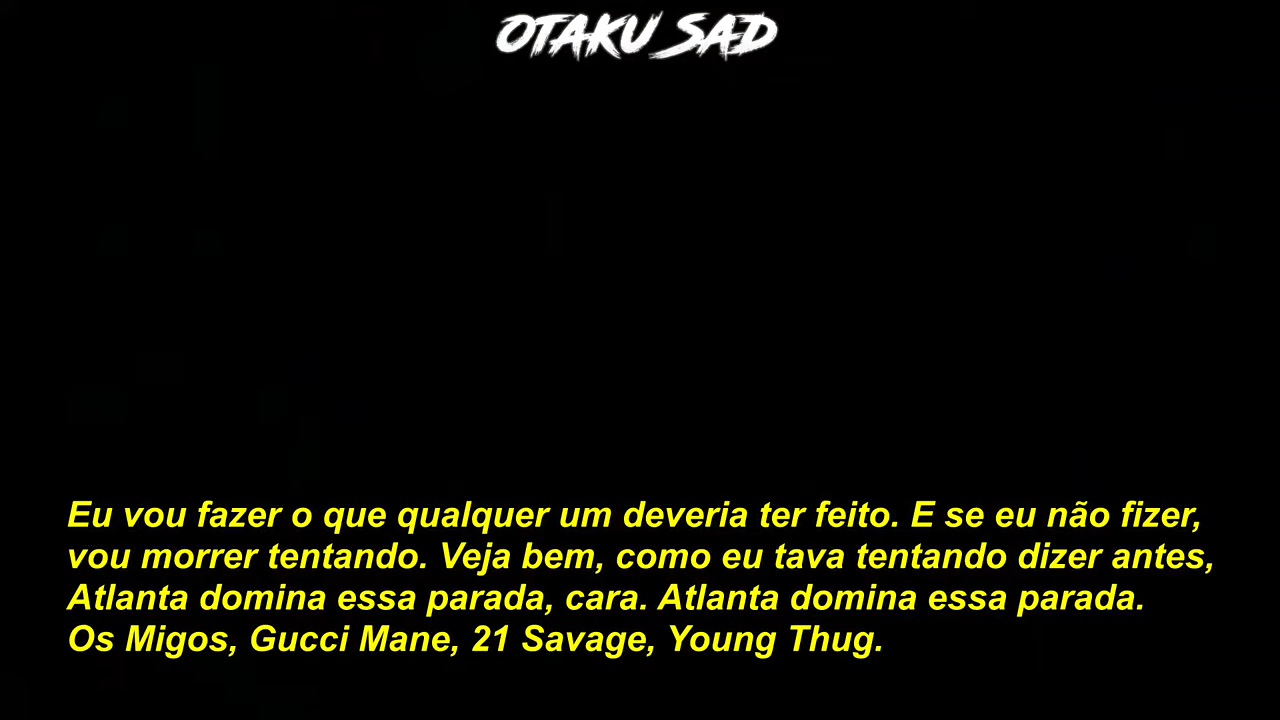 OTAKU SAD
Eu vou fazer o que qualquer um deveria ter feito. E se eu não fizer,
vou morrer tentando. Veja bem, como eu tava tentando dizer antes,
Atlanta domina essa parada, cara. Atlanta domina essa parada.
Os Migos, Gucci Mane, 21 Savage, Young Thug.